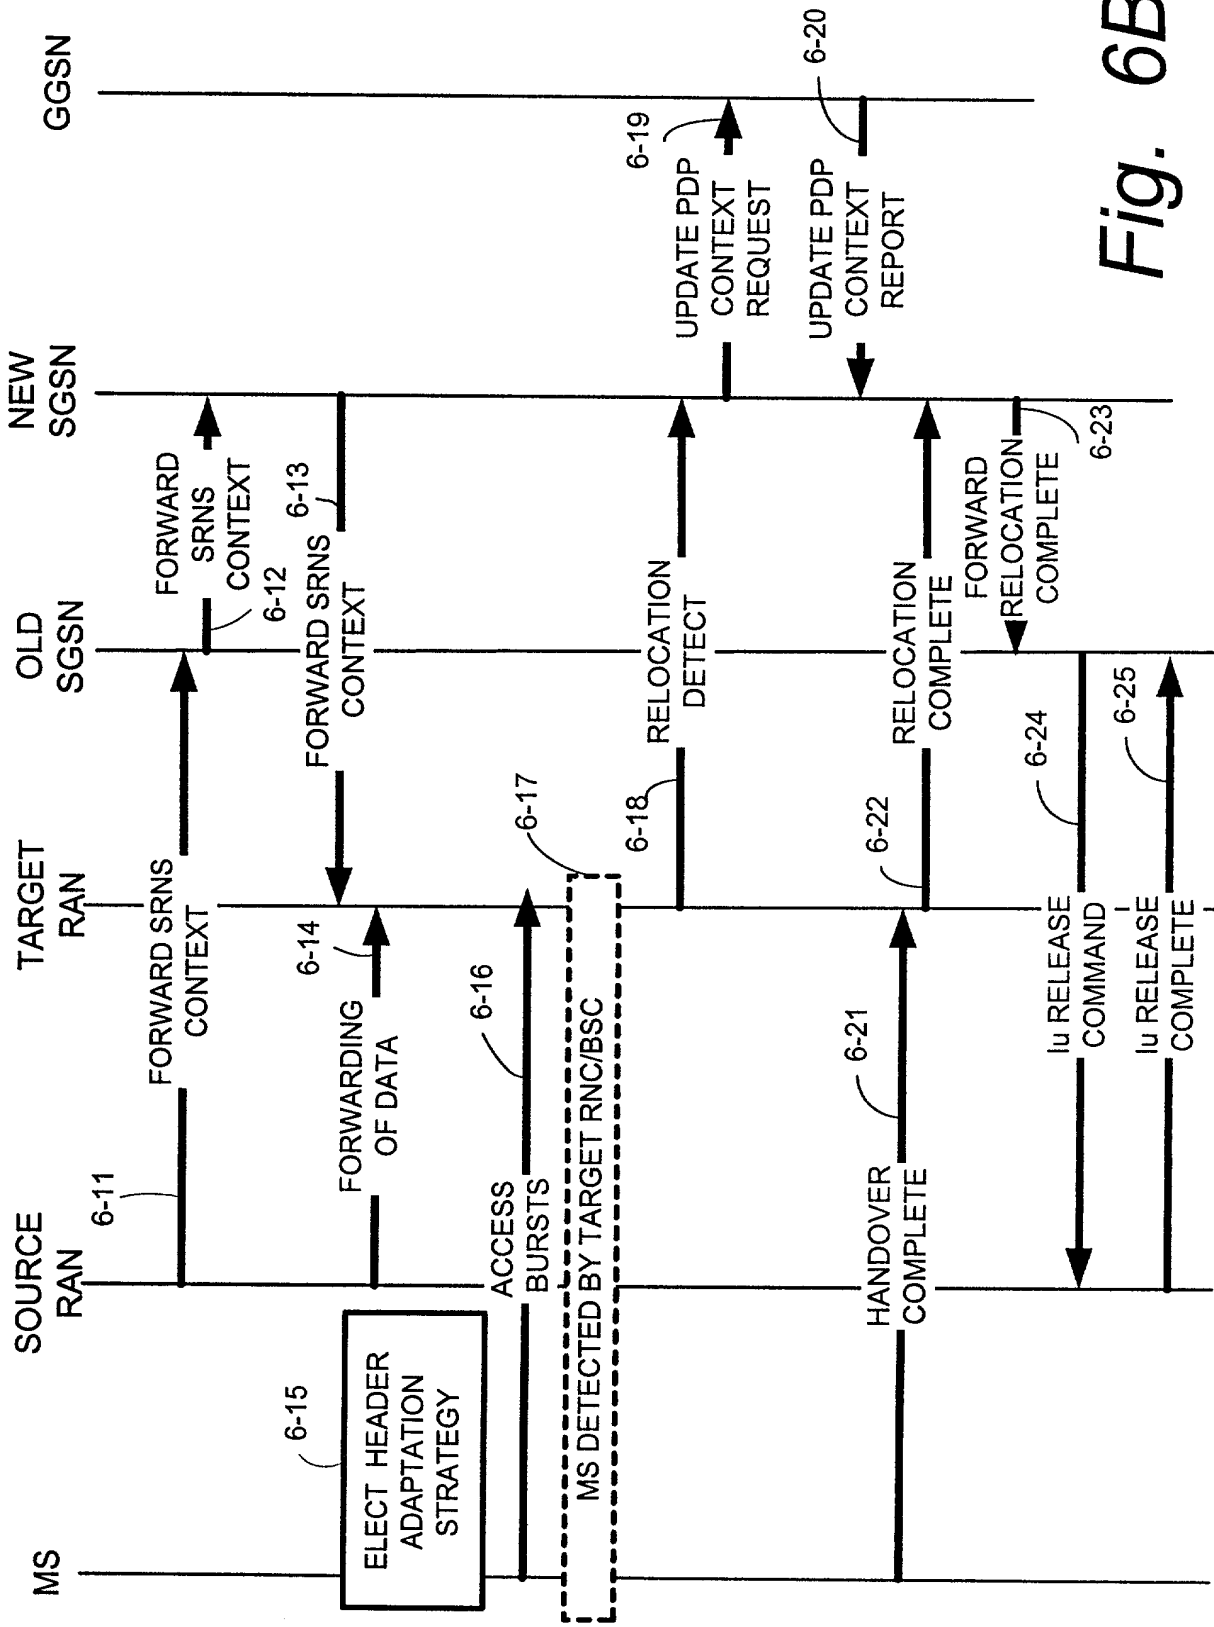 MS
SOURCE
RAN
TARGET
RAN
OLD
SGSN
NEW
SGSN
GGSN
6-11
FORWARD SRNS
CONTEXT
FORWARD
SRNS
CONTEXT
6-12
6-13
FORWARD SRNS
CONTEXT
FORWARDING
OF DATA
6-14
6-15
ELECT HEADER
ADAPTATION
STRATEGY
ACCESS
BURSTS
6-16
6-17
MS DETECTED BY TARGET RNC/BSC
6-18
RELOCATION
DETECT
6-19
UPDATE PDP
CONTEXT
REQUEST
6-20
UPDATE PDP
CONTEXT
REPORT
HANDOVER
COMPLETE
6-21
6-22
RELOCATION
COMPLETE
FORWARD
RELOCATION
COMPLETE
6-23
Iu RELEASE
COMMAND
6-24
Iu RELEASE
COMPLETE
6-25
Fig. 6B